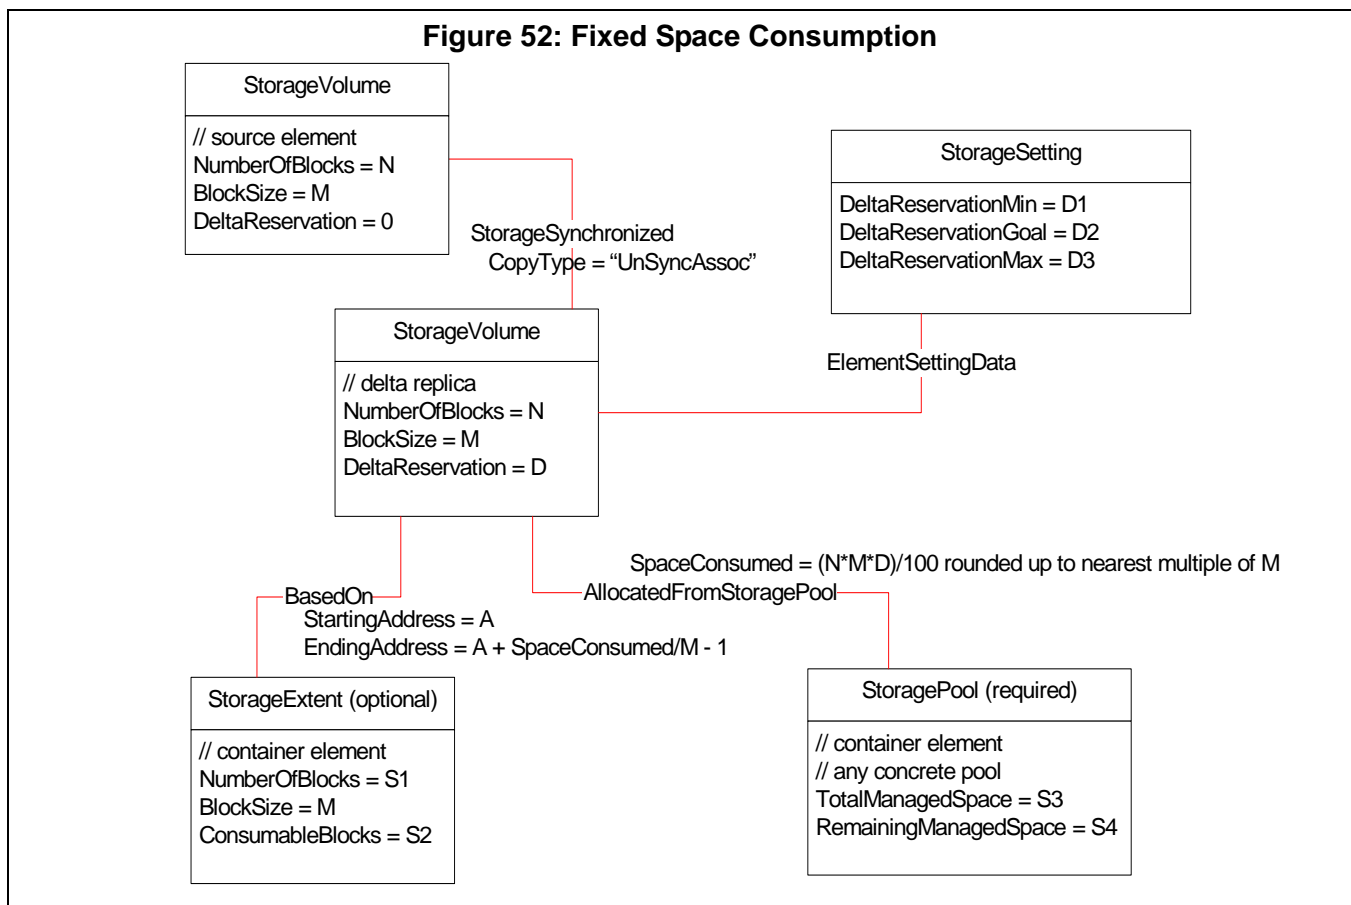 Figure 52: Fixed Space Consumption
StorageVolume
// source element
NumberOfBlocks = N
BlockSize = M
DeltaReservation = 0
StorageSetting
DeltaReservationMin = D1
DeltaReservationGoal = D2
DeltaReservationMax = D3
StorageSynchronized
CopyType = “UnSyncAssoc”
StorageVolume
// delta replica
NumberOfBlocks = N
BlockSize = M
DeltaReservation = D
ElementSettingData
SpaceConsumed = (N*M*D)/100 rounded up to nearest multiple of M
AllocatedFromStoragePool
BasedOn
StartingAddress = A
EndingAddress = A + SpaceConsumed/M - 1
StorageExtent (optional)
// container element
NumberOfBlocks = S1
BlockSize = M
ConsumableBlocks = S2
StoragePool (required)
// container element
// any concrete pool
TotalManagedSpace = S3
RemainingManagedSpace = S4